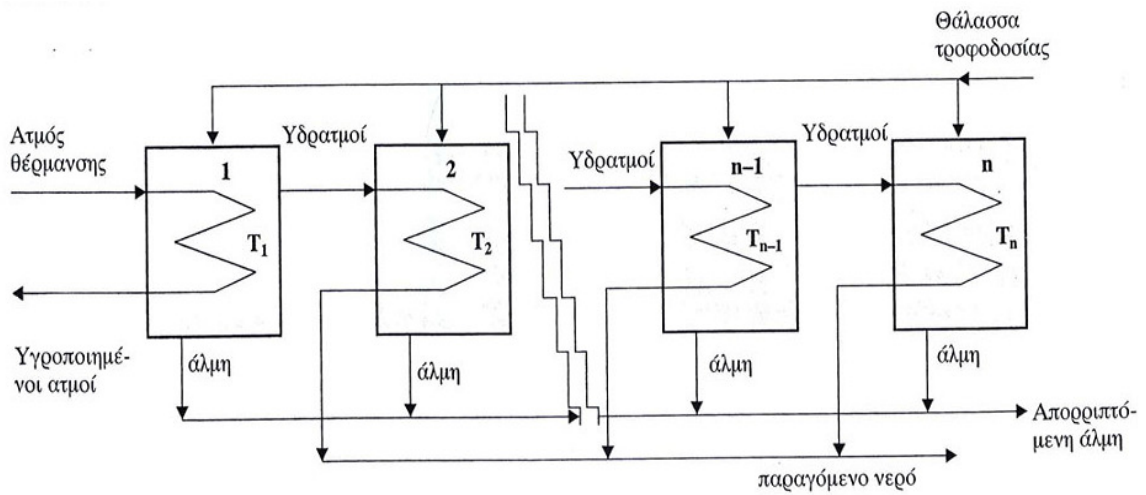 Θάλασσα
τροφοδοσίας
Ατμός
θέρμανσης
Υδρατμοί
Υδρατμοί
Υδρατμοί
1
2
n–1
n
T1
T2
Tn–1
Tn
Υγροποιημέ-
νοι ατμοί
άλμη
άλμη
άλμη
άλμη
Απορριπτό-
μενη άλμη
παραγόμενο νερό